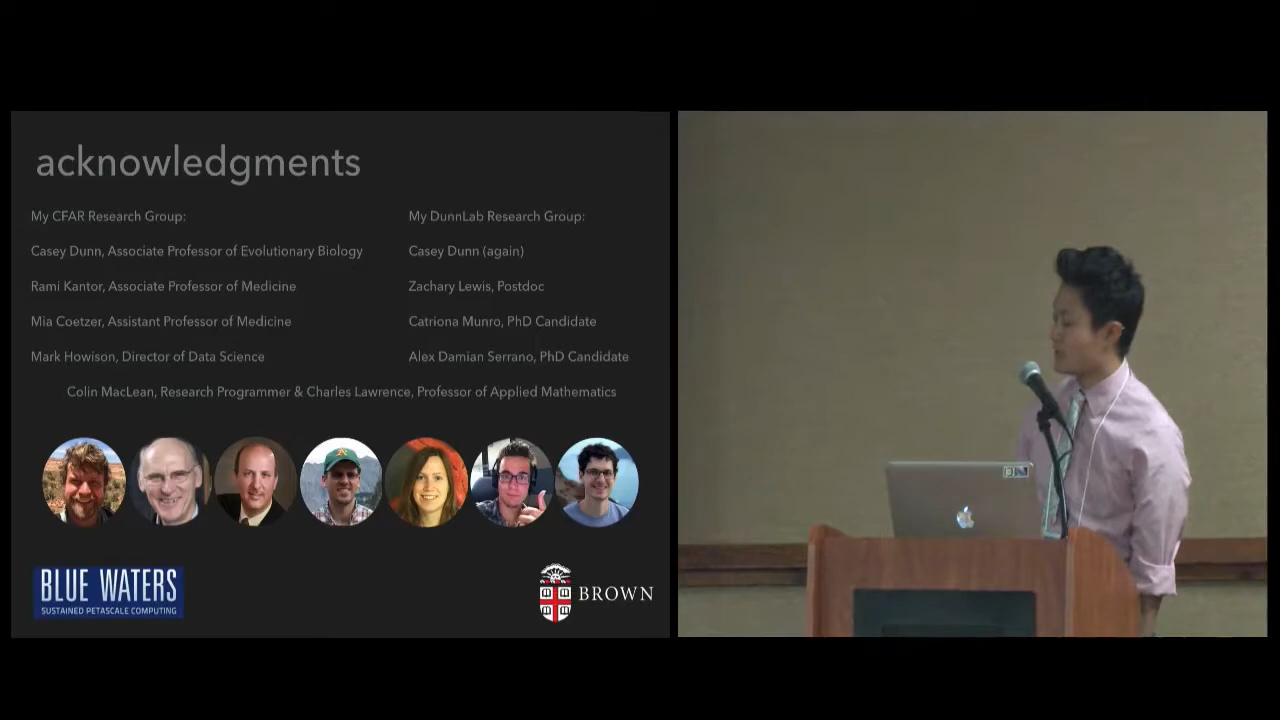 acknowledgments
My CFAR Research Group:
Casey Dunn, Associate Professor of Evolutionary Biology
Rami Kantor, Associate Professor of Medicine
Mia Coetzer, Assistant Professor of Medicine
Mark Howison, Director of Data Science
My DunnLab Research Group:
Casey Dunn (again)
Zachary Lewis, Postdoc
Catriona Munro, PhD Candidate
Alex Damian Serrano, PhD Candidate
Colin MacLean, Research Programmer & Charles Lawrence, Professor of Applied Mathematics
BLUE WATERS
SUSTAINED PETASCALE COMPUTING
BROWN